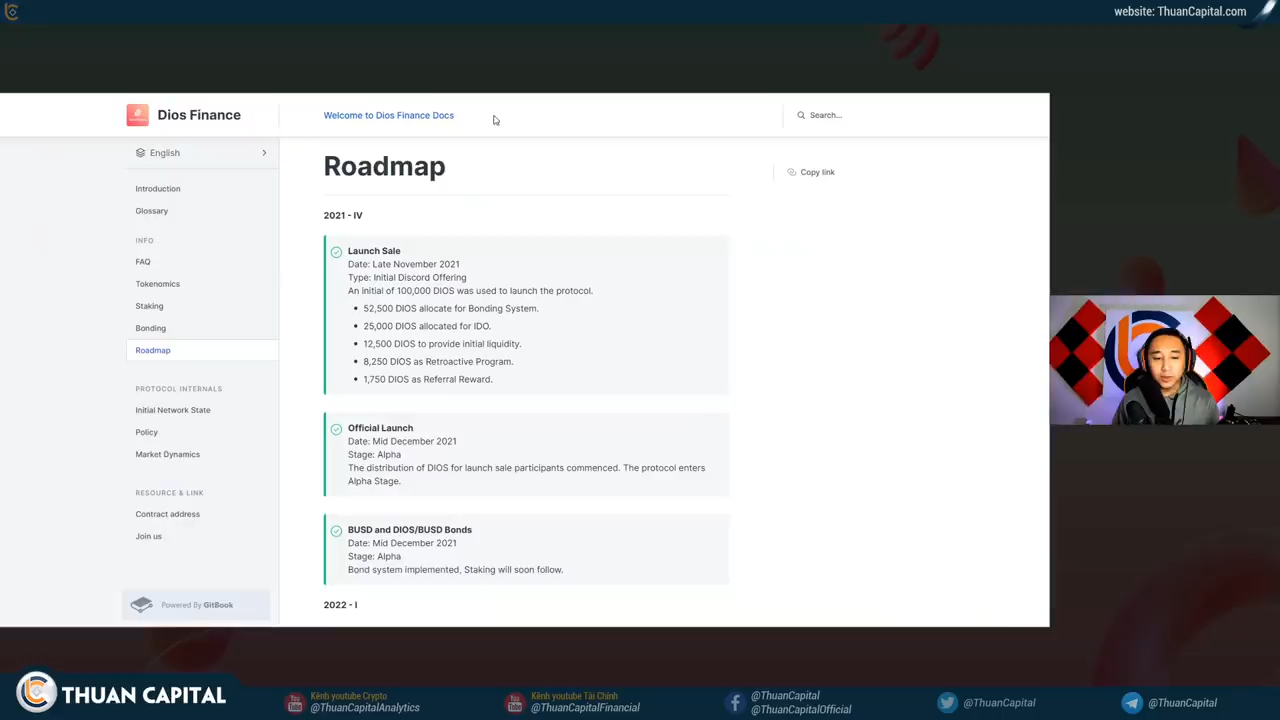 website: ThuanCapital.com
Dios Finance
Welcome to Dios Finance Docs
Search...
English
Introduction
Glossary
INFO
FAQ
Tokenomics
Staking
Bonding
Roadmap
PROTOCOL INTERNALS
Initial Network State
Policy
Market Dynamics
RESOURCE & LINK
Contract address
Join us
Powered By GitBook
Roadmap
Copy link
2021 - IV
Launch Sale
Date: Late November 2021
Type: Initial Discord Offering
An initial of 100,000 DIOS was used to launch the protocol.
• 52,500 DIOS allocate for Bonding System.
• 25,000 DIOS allocated for IDO.
• 12,500 DIOS to provide initial liquidity.
• 8,250 DIOS as Retroactive Program.
• 1,750 DIOS as Referral Reward.
Official Launch
Date: Mid December 2021
Stage: Alpha
The distribution of DIOS for launch sale participants commenced. The protocol enters
Alpha Stage.
BUSD and DIOS/BUSD Bonds
Date: Mid December 2021
Stage: Alpha
Bond system implemented, Staking will soon follow.
2022 - I
THUAN CAPITAL
Kênh youtube Crypto
@ThuanCapitalAnalytics
Kênh youtube Tài Chính
@ThuanCapitalFinancial
@ThuanCapital
@ThuanCapitalOfficial
@ThuanCapital
@ThuanCapital